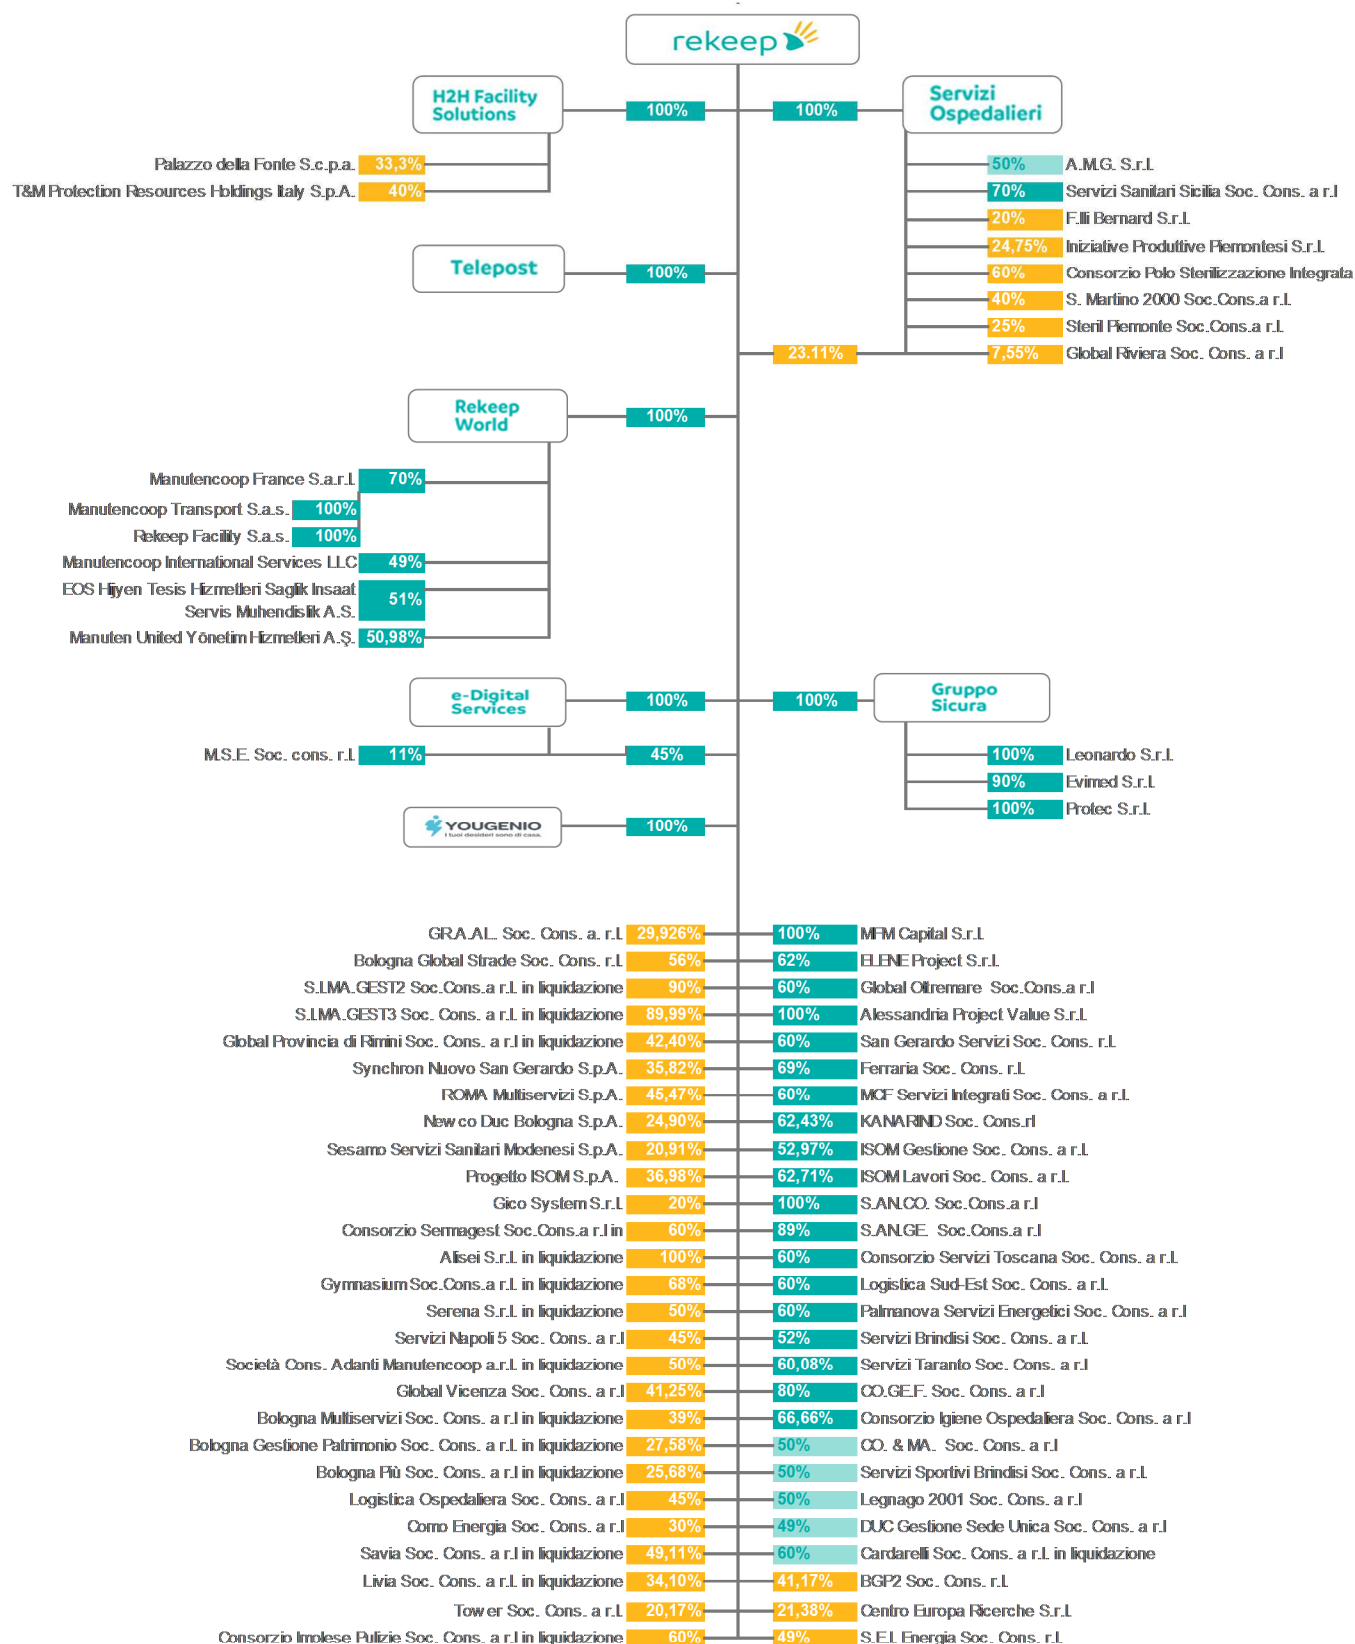 rekeep
H2H Facility
Solutions
100%
100%
Servizi
Ospedalieri
Palazzo della Fonte S.c.p.a. 33,3%
T&M Protection Resources Holdings Italy S.p.A. 40%
50% A.M.G. S.r.l.
70% Servizi Sanitari Sicilia Soc. Cons. a r.l
20% F.lli Bernard S.r.l.
24,75% Iniziative Produttive Piemontesi S.r.l.
60% Consorzio Polo Sterilizzazione Integrata
40% S. Martino 2000 Soc.Cons.a r.l.
25% Steril Piemonte Soc.Cons.a r.l.
23.11% 7,55% Global Riviera Soc. Cons. a r.l
Telepost 100%
Rekeep
World
100%
Manutencoop France S.a.r.l. 70%
Manutencoop Transport S.a.s. 100%
Rekeep Facility S.a.s. 100%
Manutencoop International Services LLC 49%
EOS Hijyen Tesis Hizmetleri Saglik Insaat
Servis Muhendislik A.S. 51%
Manuten United Yönetim Hizmetleri A.Ş. 50,98%
e-Digital
Services
100%
100%
Gruppo
Sicura
M.S.E. Soc. cons. r.l. 11% 45%
100% Leonardo S.r.l.
90% Evimed S.r.l.
100% Protec S.r.l.
YOUGENIO
I tuoi desideri sono di casa.
100%
GR.A.AL. Soc. Cons. a. r.l. 29,926% 100% MFM Capital S.r.l.
Bologna Global Strade Soc. Cons. r.l. 56% 62% ELENE Project S.r.l.
S.I.MA.GEST2 Soc.Cons.a r.l. in liquidazione 90% 60% Global Oltremare Soc.Cons.a r.l
S.I.MA.GEST3 Soc. Cons. a r.l. in liquidazione 89,99% 100% Alessandria Project Value S.r.l.
Global Provincia di Rimini Soc. Cons. a r.l in liquidazione 42,40% 60% San Gerardo Servizi Soc. Cons. r.l.
Synchron Nuovo San Gerardo S.p.A. 35,82% 69% Ferraria Soc. Cons. r.l.
ROMA Multiservizi S.p.A. 45,47% 60% MCF Servizi Integrati Soc. Cons. a r.l.
Newco Duc Bologna S.p.A. 24,90% 62,43% KANARIND Soc. Cons.rl
Sesamo Servizi Sanitari Modenesi S.p.A. 20,91% 52,97% ISOM Gestione Soc. Cons. a r.l.
Progetto ISOM S.p.A. 36,98% 62,71% ISOM Lavori Soc. Cons. a r.l.
Gico System S.r.l. 20% 100% S.AN.CO. Soc.Cons.a r.l
Consorzio Sermagest Soc.Cons.a r.l in 60% 89% S.AN.GE. Soc.Cons.a r.l
Alisei S.r.l. in liquidazione 100% 60% Consorzio Servizi Toscana Soc. Cons. a r.l.
Gymnasium Soc.Cons.a r.l. in liquidazione 68% 60% Logistica Sud-Est Soc. Cons. a r.l.
Serena S.r.l. in liquidazione 50% 60% Palmanova Servizi Energetici Soc. Cons. a r.l
Servizi Napoli 5 Soc. Cons. a r.l 45% 52% Servizi Brindisi Soc. Cons. a r.l.
Società Cons. Adanti Manutencoop a.r.l. in liquidazione 50% 60,08% Servizi Taranto Soc. Cons. a r.l
Global Vicenza Soc. Cons. a r.l 41,25% 80% CO.GE.F. Soc. Cons. a r.l
Bologna Multiservizi Soc. Cons. a r.l in liquidazione 39% 66,66% Consorzio Igiene Ospedaliera Soc. Cons. a r.l
Bologna Gestione Patrimonio Soc. Cons. a r.l. in liquidazione 27,58% 50% CO. & MA. Soc. Cons. a r.l
Bologna Più Soc. Cons. a r.l in liquidazione 25,68% 50% Servizi Sportivi Brindisi Soc. Cons. a r.l.
Logistica Ospedaliera Soc. Cons. a r.l 45% 50% Legnago 2001 Soc. Cons. a r.l
Como Energia Soc. Cons. a r.l 30% 49% DUC Gestione Sede Unica Soc. Cons. a r.l
Savia Soc. Cons. a r.l in liquidazione 49,11% 60% Cardarelli Soc. Cons. a r.l. in liquidazione
Livia Soc. Cons. a r.l. in liquidazione 34,10% 41,17% BGP2 Soc. Cons. r.l.
Tower Soc. Cons. a r.l. 20,17% 21,38% Centro Europa Ricerche S.r.l.
Consorzio Imolese Pulizie Soc. Cons. a r.l in liquidazione 60% 49% S.E.I. Energia Soc. Cons. r.l.